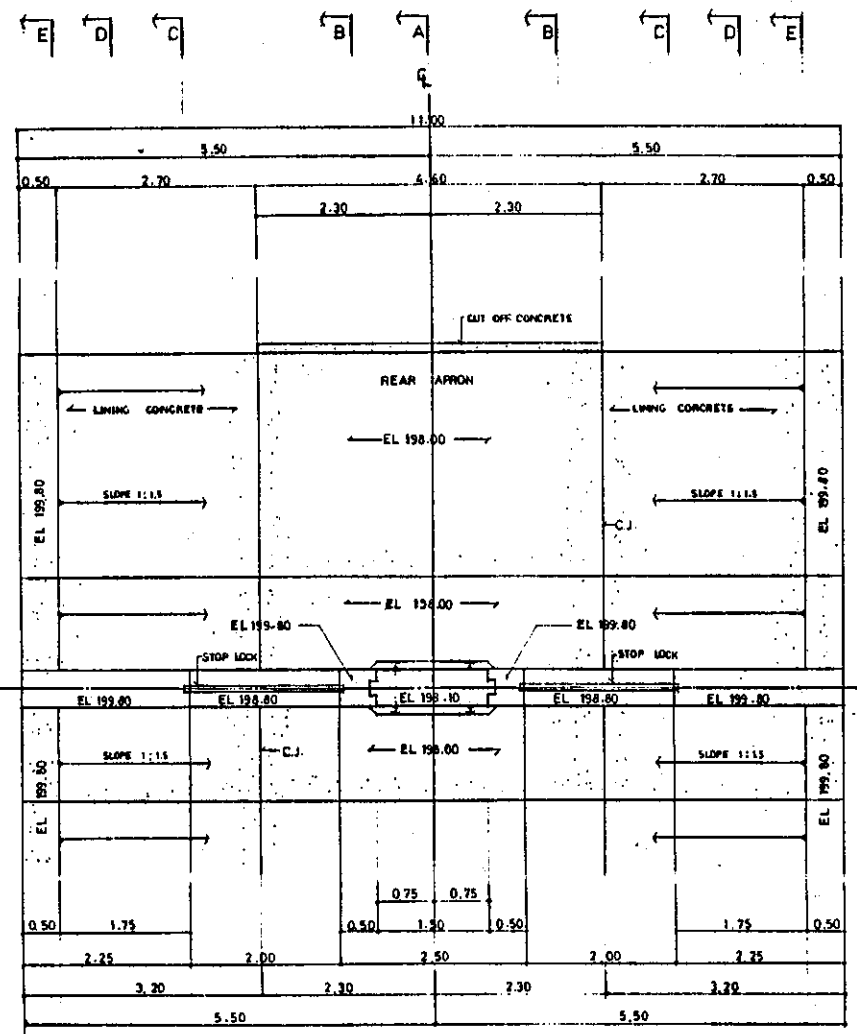 E D C B A B C D E
℄
11.00
5.50 5.50
0.50 2.70 4.60 2.70 0.50
2.30 2.30
CUT OFF CONCRETE
REAR APRON
LINING CONCRETE LINING CONCRETE
EL 198.00
SLOPE 1:1.5 SLOPE 1:1.5
EL 199.80 EL 199.80
C.J.
EL 198.00
EL 199.80 EL 199.80
STOP LOCK STOP LOCK
EL 199.80 EL 198.80 EL 198.10 EL 198.80 EL 199.80
SLOPE 1:1.5 C.J. EL 198.00 SLOPE 1:1.5
EL 199.80 EL 199.80
0.75 0.75
0.50 1.75 0.50 1.50 0.50 1.75 0.50
2.25 2.00 2.50 2.00 2.25
3.20 2.30 2.30 3.20
5.50 5.50